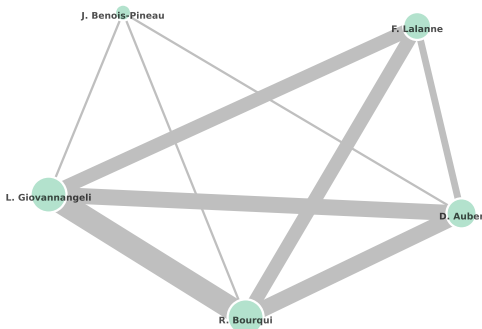 J. Benois-Pineau
F. Lalanne
L. Giovannangeli
D. Auber
R. Bourqui